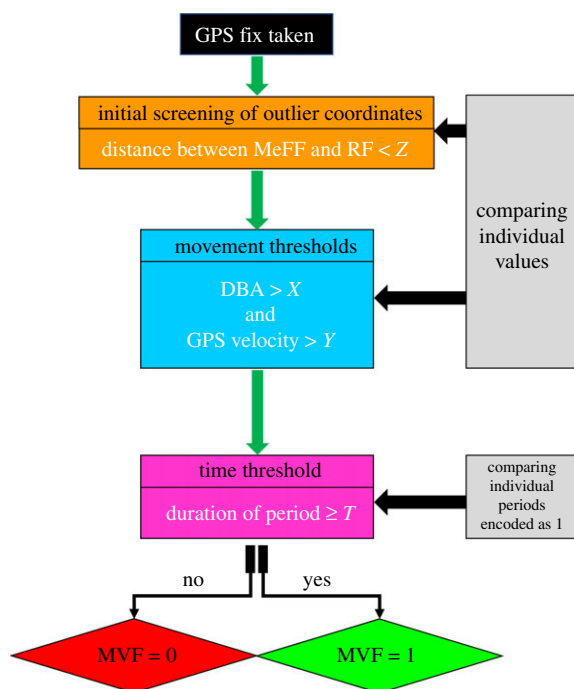 GPS fix taken
initial screening of outlier coordinates
distance between MeFF and RF < Z
comparing
individual
values
movement thresholds
DBA > X
and
GPS velocity > Y
time threshold
duration of period ≥ T
comparing
individual
periods
encoded as 1
no
yes
MVF = 0
MVF = 1